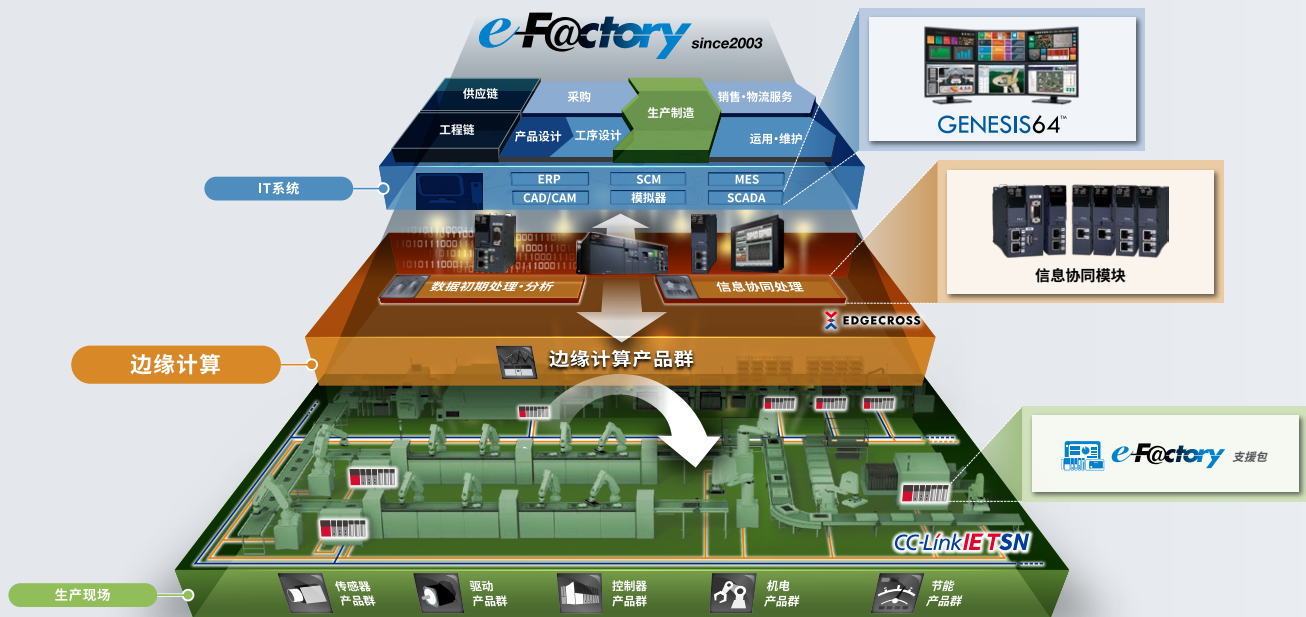 e-F@ctory since2003
供应链
采购
生产制造
销售·物流服务
工程链
产品设计
工序设计
运用·维护
GENESIS64™
IT系统
ERP
SCM
MES
CAD/CAM
模拟器
SCADA
信息协同模块
数据初期处理·分析
信息协同处理
EDGECROSS
边缘计算
边缘计算产品群
e-F@ctory 支援包
CC-Link IE TSN
生产现场
传感器
产品群
驱动
产品群
控制器
产品群
机电
产品群
节能
产品群